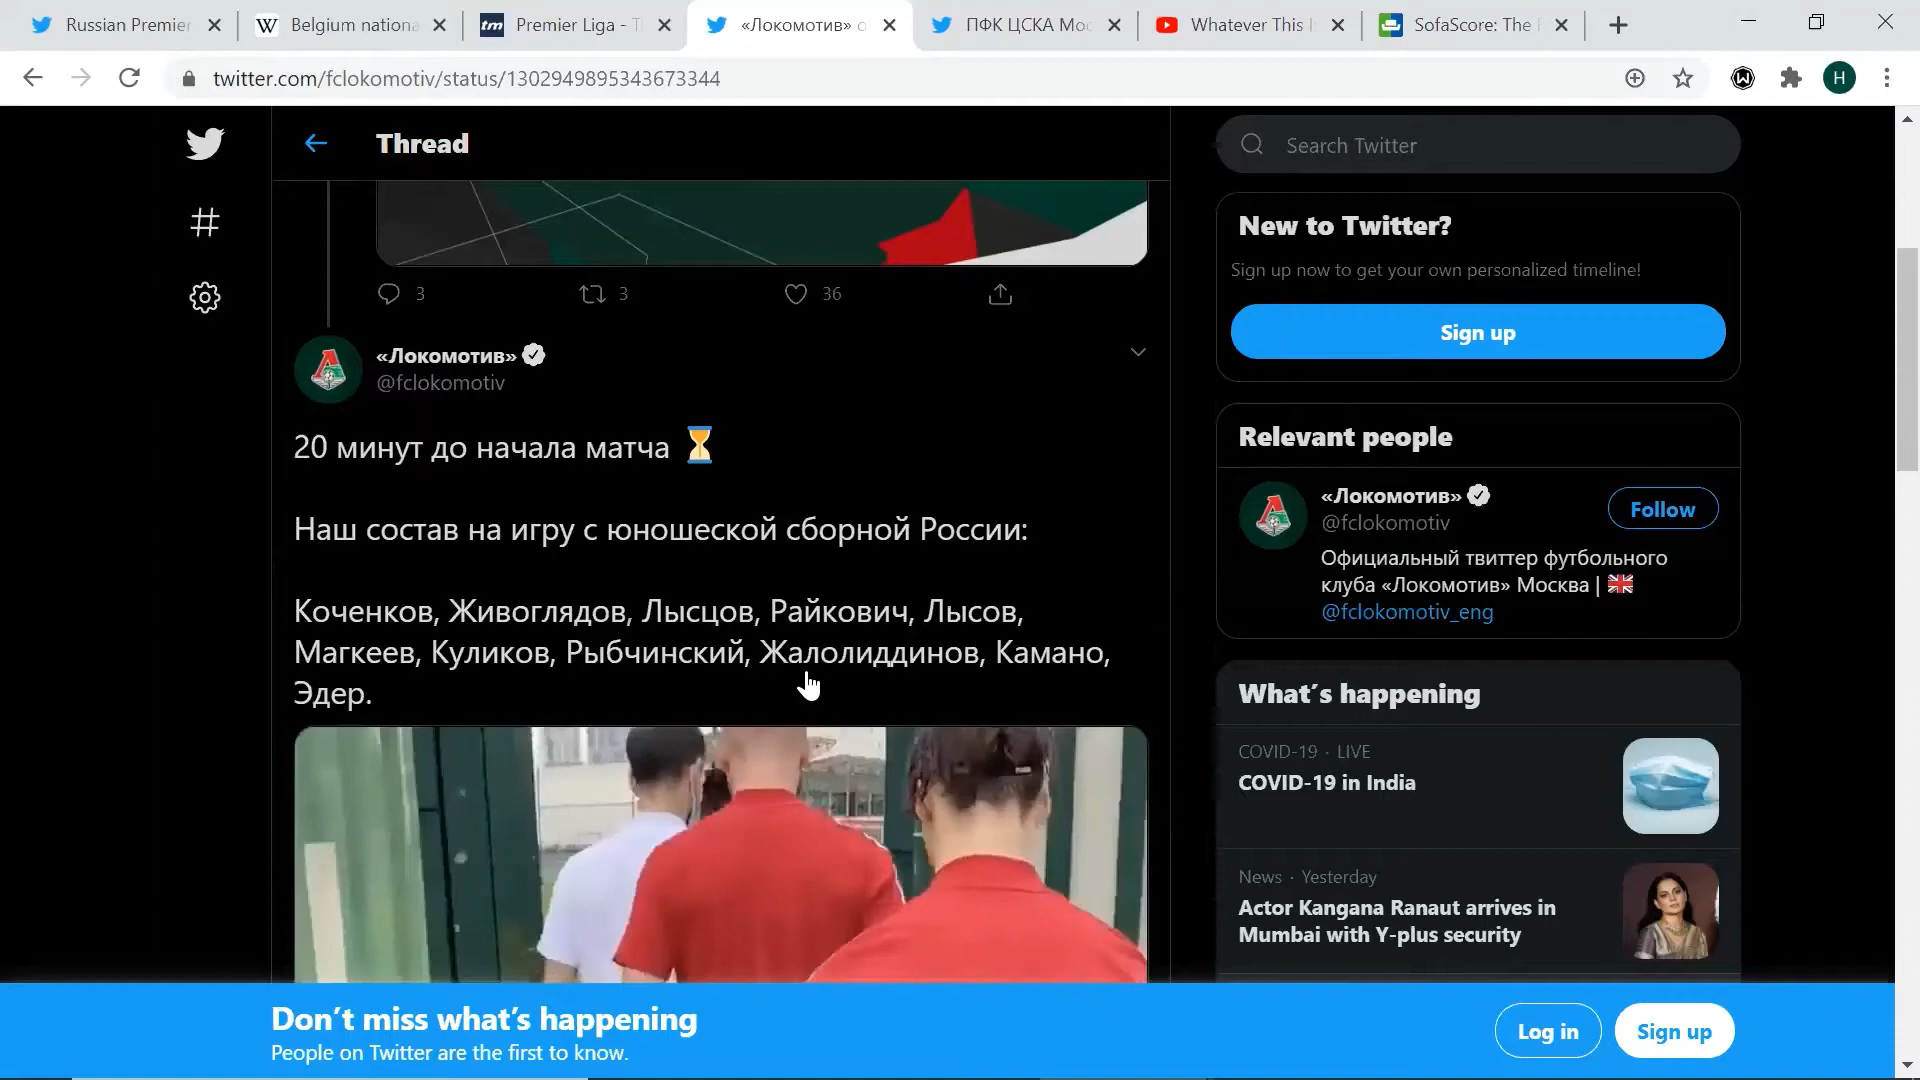 Russian Premier
Belgium nationa
tm Premier Liga - T
«Локомотив» o
ПФК ЦСКА Мос
Whatever This I
SofaScore: The F
twitter.com/fclokomotiv/status/1302949895343673344
H
Thread
Search Twitter
New to Twitter?
Sign up now to get your own personalized timeline!
Sign up
3
3
36
«Локомотив»
@fclokomotiv
20 минут до начала матча ⏳
Наш состав на игру с юношеской сборной России:
Коченков, Живоглядов, Лысцов, Райкович, Лысов,
Магкеев, Куликов, Рыбчинский, Жалолиддинов, Камано,
Эдер.
Relevant people
«Локомотив»
@fclokomotiv
Follow
Официальный твиттер футбольного
клуба «Локомотив» Москва | 🇬🇧
@fclokomotiv_eng
What's happening
COVID-19 · LIVE
COVID-19 in India
News · Yesterday
Actor Kangana Ranaut arrives in
Mumbai with Y-plus security
Don't miss what's happening
People on Twitter are the first to know.
Log in
Sign up